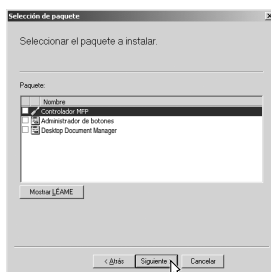 Selección de paquete
Seleccionar el paquete a instalar.
Paquete:
Nombre
Controlador MFP
Administrador de botones
Desktop Document Manager
Mostrar LÉAME
< Atrás
Siguiente >
Cancelar